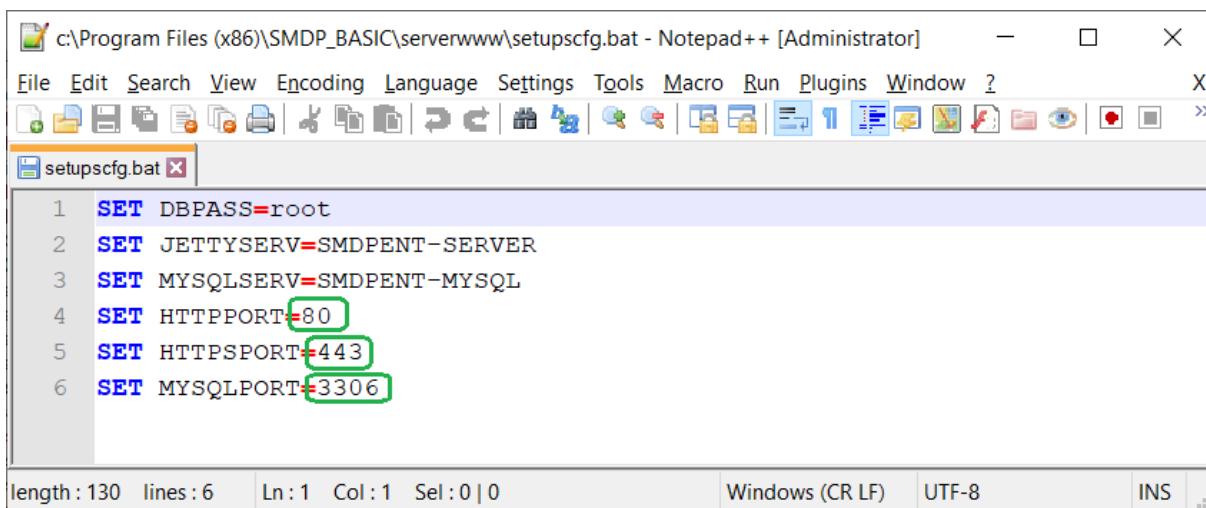 c:\Program Files (x86)\SMDP_BASIC\serverwww\setupscfg.bat - Notepad++ [Administrator]
File Edit Search View Encoding Language Settings Tools Macro Run Plugins Window ? X
setupscfg.bat
1 SET DBPASS=root
2 SET JETTYSERV=SMDPENT-SERVER
3 SET MYSQLSERV=SMDPENT-MYSQL
4 SET HTTPPORT=80
5 SET HTTPSPORT=443
6 SET MYSQLPORT=3306
length : 130 lines : 6 Ln : 1 Col : 1 Sel : 0 | 0 Windows (CR LF) UTF-8 INS